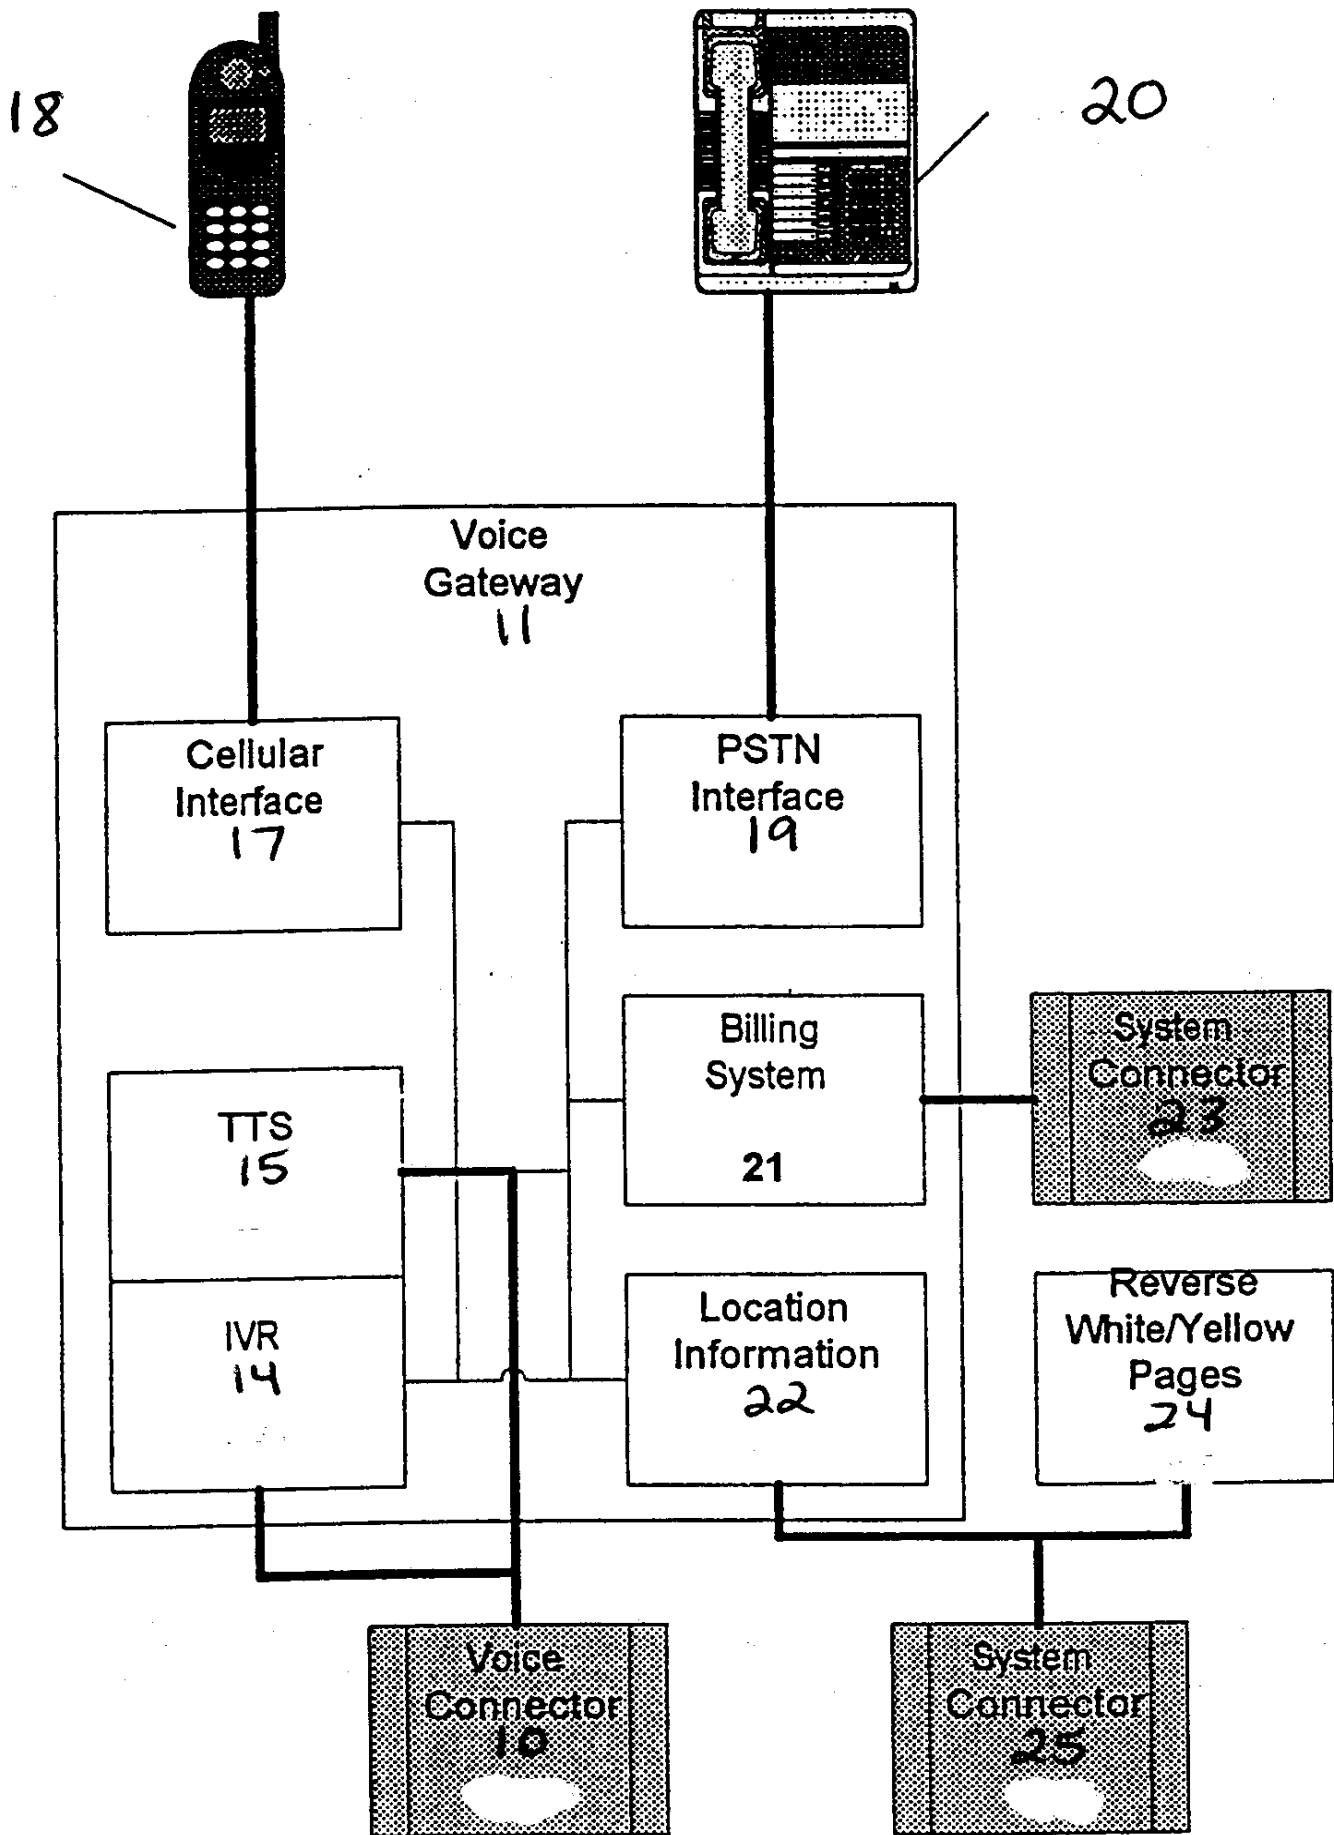 18
20
Voice
Gateway
11
Cellular
Interface
17
PSTN
Interface
19
Billing
System
21
System
Connector
23
TTS
15
IVR
14
Location
Information
22
Reverse
White/Yellow
Pages
24
Voice
Connector
10
System
Connector
25